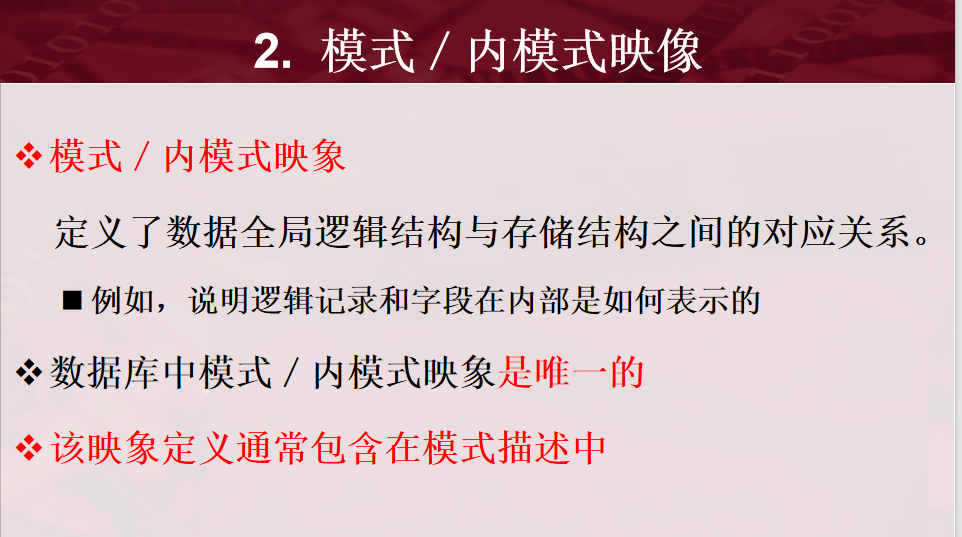 2. 模式／内模式映像
❖模式／内模式映象
定义了数据全局逻辑结构与存储结构之间的对应关系。
■ 例如，说明逻辑记录和字段在内部是如何表示的
❖数据库中模式／内模式映象是唯一的
❖该映象定义通常包含在模式描述中